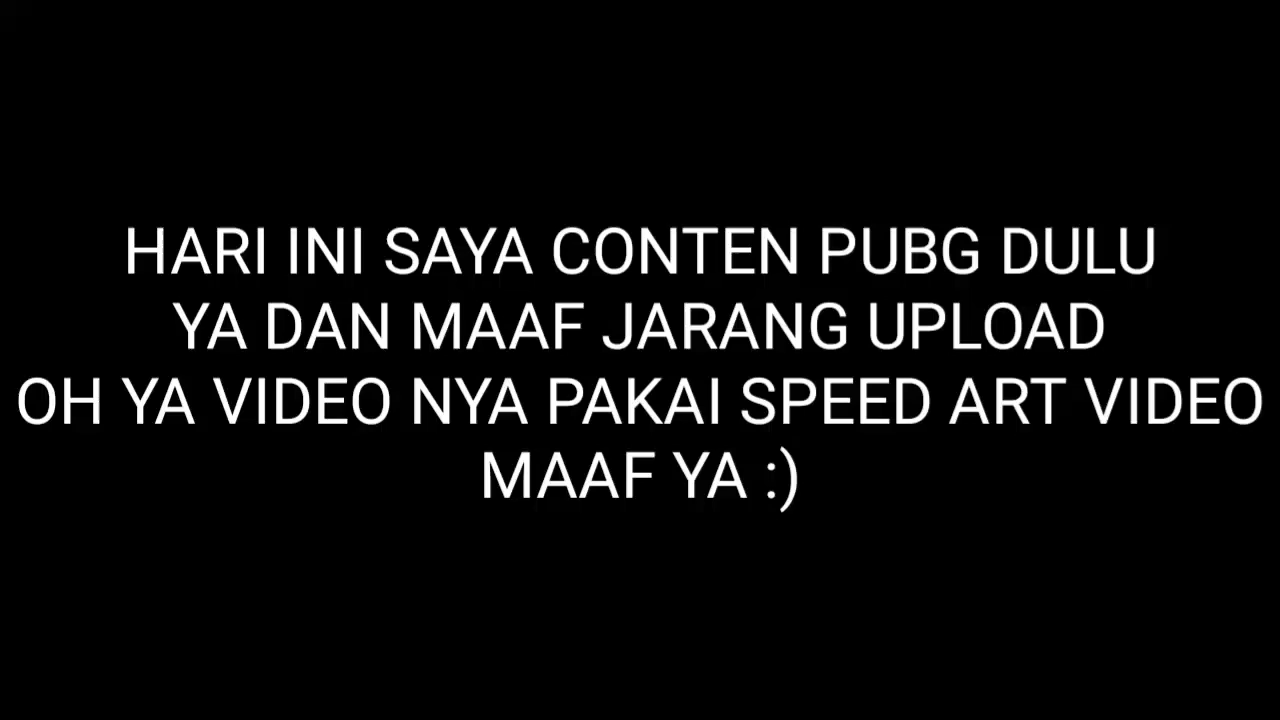 HARI INI SAYA CONTEN PUBG DULU
YA DAN MAAF JARANG UPLOAD
OH YA VIDEO NYA PAKAI SPEED ART VIDEO
MAAF YA :)